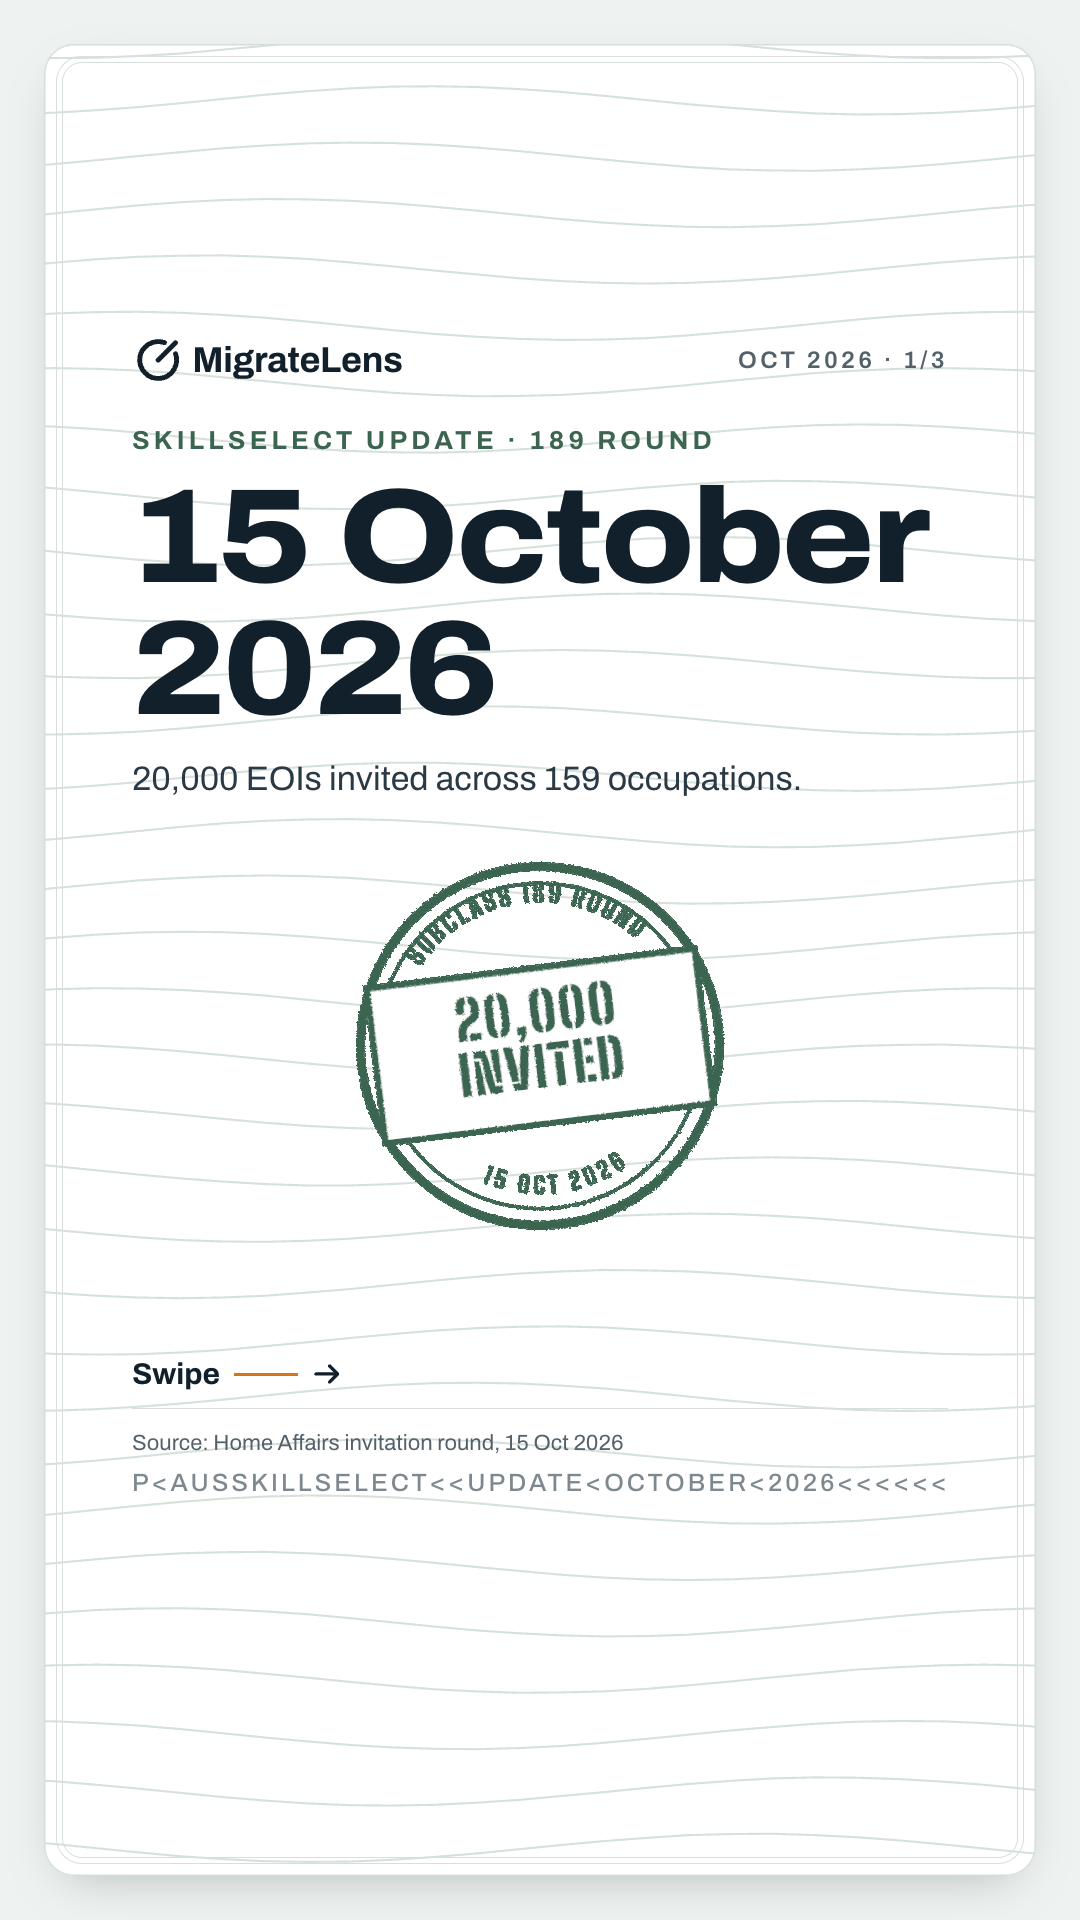 MigrateLens
OCT 2026 · 1/3
SKILLSELECT UPDATE · 189 ROUND
15 October
2026
20,000 EOIs invited across 159 occupations.
SUBCLASS 189 ROUND
20,000
INVITED
15 OCT 2026
Swipe →
Source: Home Affairs invitation round, 15 Oct 2026
P<AUSSKILLSELECT<<UPDATE<OCTOBER<2026<<<<<<